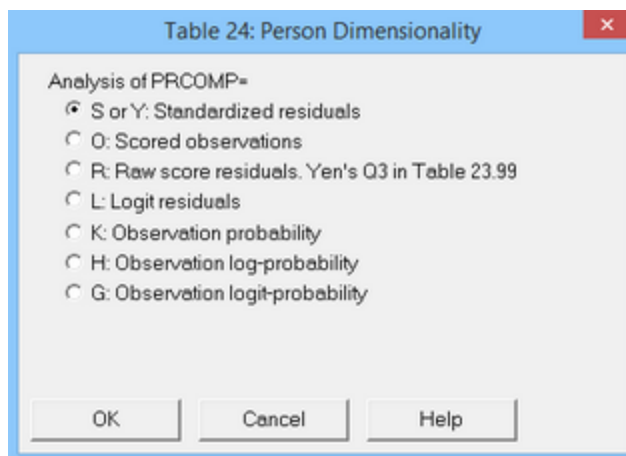 Table 24: Person Dimensionality
Analysis of PRCOMP=
S or Y: Standardized residuals
O: Scored observations
R: Raw score residuals. Yen's Q3 in Table 23.99
L: Logit residuals
K: Observation probability
H: Observation log-probability
G: Observation logit-probability
OK Cancel Help